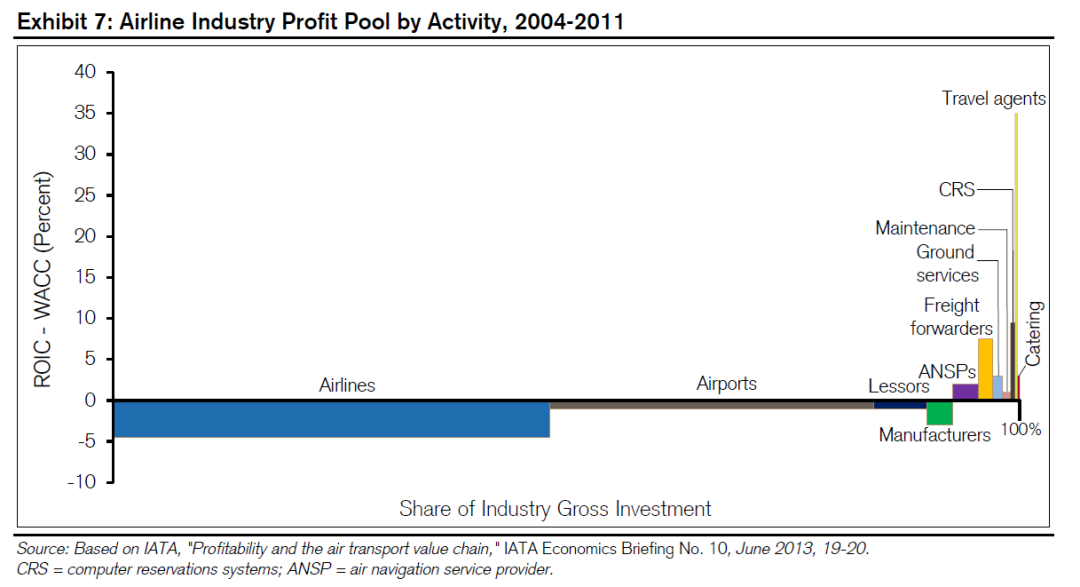 Exhibit 7: Airline Industry Profit Pool by Activity, 2004-2011
40
35
30
25
20
15
10
5
0
-5
-10
ROIC - WACC (Percent)
Travel agents
CRS
Maintenance
Ground
services
Freight
forwarders
Catering
ANSPs
Airlines
Airports
Lessors
Manufacturers
100%
Share of Industry Gross Investment
Source: Based on IATA, "Profitability and the air transport value chain," IATA Economics Briefing No. 10, June 2013, 19-20.
CRS = computer reservations systems; ANSP = air navigation service provider.